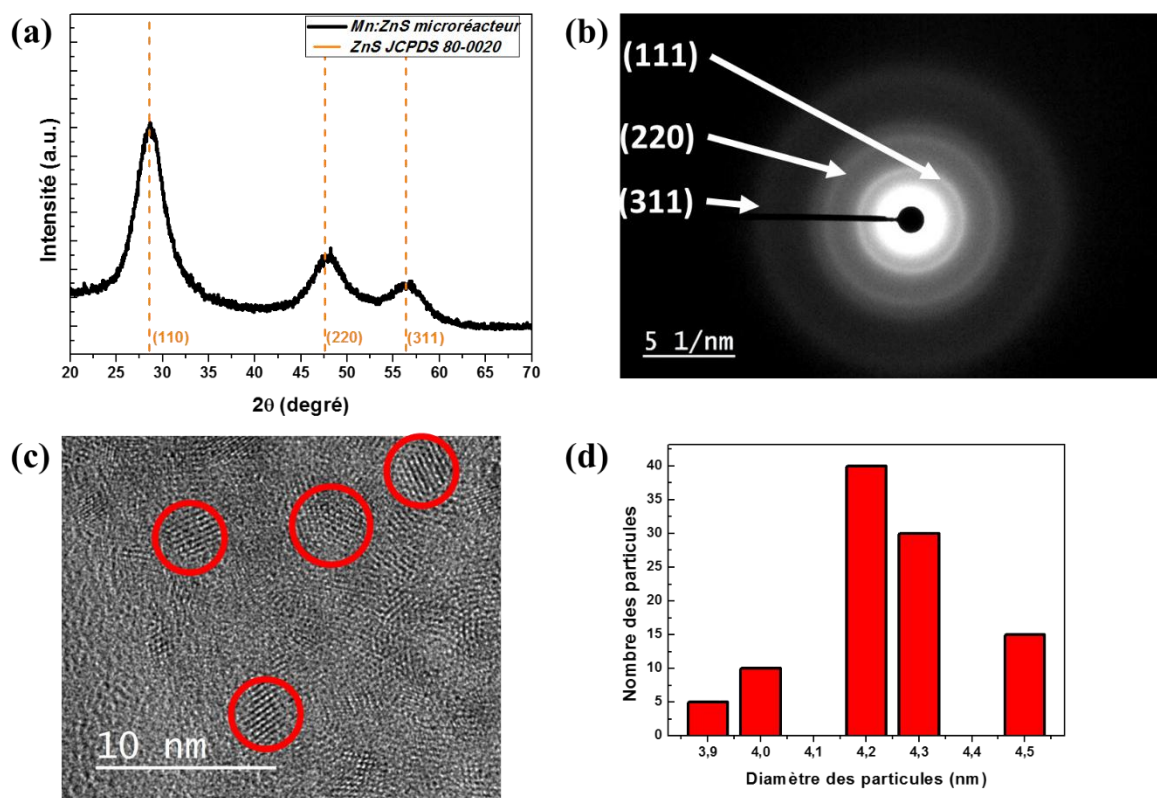 (a)
Mn:ZnS microréacteur
ZnS JCPDS 80-0020
Intensité (a.u.)
(110)
(220)
(311)
20 25 30 35 40 45 50 55 60 65 70
2θ (degré)
(b)
(111)
(220)
(311)
5 1/nm
(c)
10 nm
(d)
Nombre des particules
40
35
30
25
20
15
10
5
0
3,9 4,0 4,1 4,2 4,3 4,4 4,5
Diamètre des particules (nm)